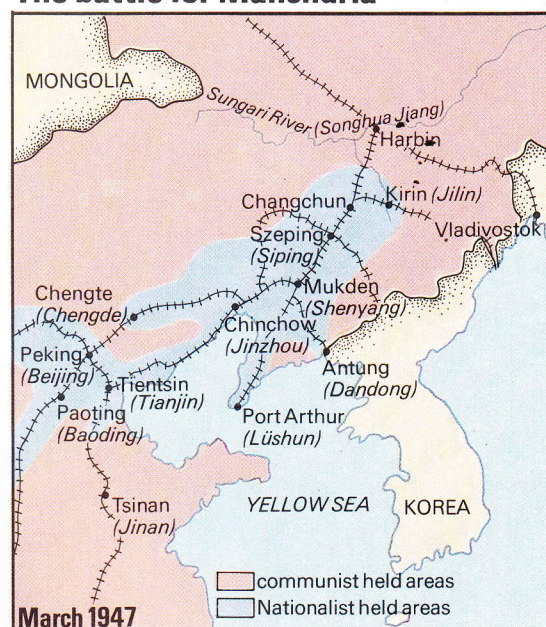 The battle for Manchuria
MONGOLIA
Sungari River (Songhua Jiang)
Harbin
Changchun
Kirin (Jilin)
Szeping
(Siping)
Vladivostok
Mukden
(Shenyang)
Chengte
(Chengde)
Chinchow
(Jinzhou)
Peking
(Beijing)
Antung
(Dandong)
Tientsin
(Tianjin)
Paoting
(Baoding)
Port Arthur
(Lüshun)
Tsinan
(Jinan)
YELLOW SEA
KOREA
communist held areas
Nationalist held areas
March 1947